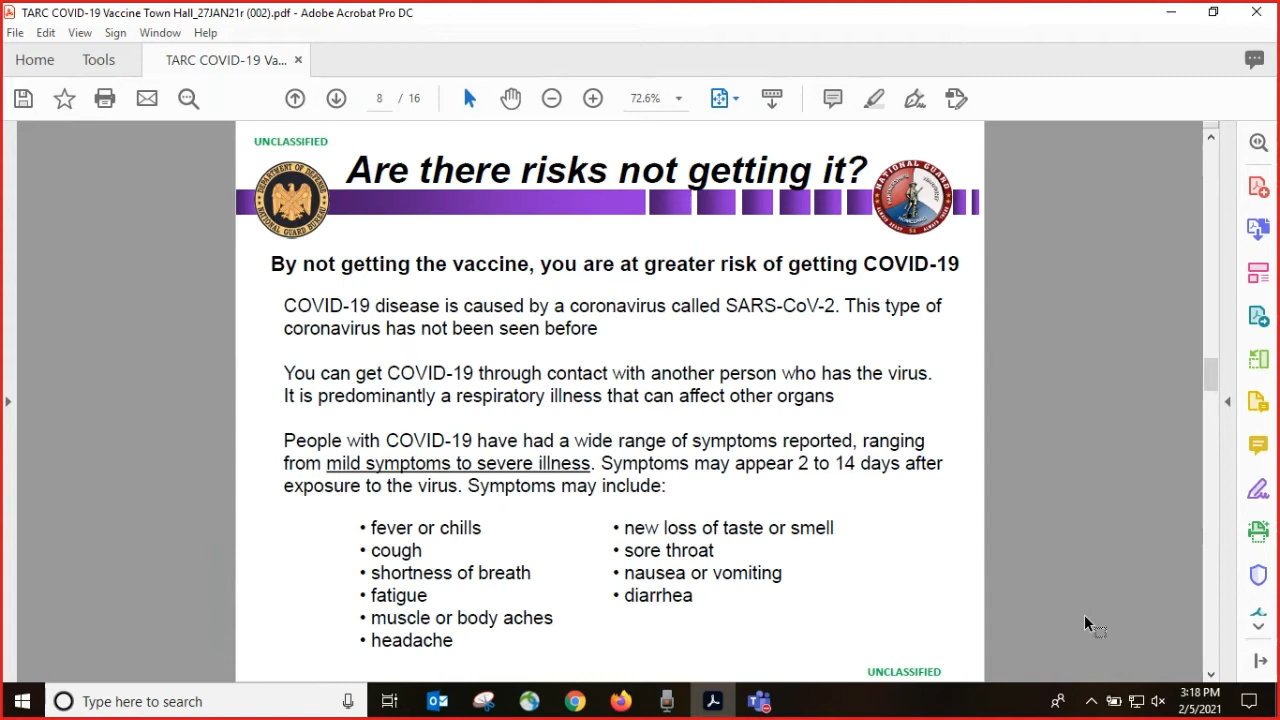 TARC COVID-19 Vaccine Town Hall_27JAN21r (002).pdf - Adobe Acrobat Pro DC
File Edit View Sign Window Help
Home Tools TARC COVID-19 Va... ×
8 / 16 72.6%
UNCLASSIFIED
Are there risks not getting it?
DEPARTMENT OF DEFENSE
NATIONAL GUARD BUREAU
NATIONAL GUARD
By not getting the vaccine, you are at greater risk of getting COVID-19
COVID-19 disease is caused by a coronavirus called SARS-CoV-2. This type of
coronavirus has not been seen before
You can get COVID-19 through contact with another person who has the virus.
It is predominantly a respiratory illness that can affect other organs
People with COVID-19 have had a wide range of symptoms reported, ranging
from mild symptoms to severe illness. Symptoms may appear 2 to 14 days after
exposure to the virus. Symptoms may include:
• fever or chills
• cough
• shortness of breath
• fatigue
• muscle or body aches
• headache
• new loss of taste or smell
• sore throat
• nausea or vomiting
• diarrhea
UNCLASSIFIED
Type here to search
3:18 PM
2/5/2021